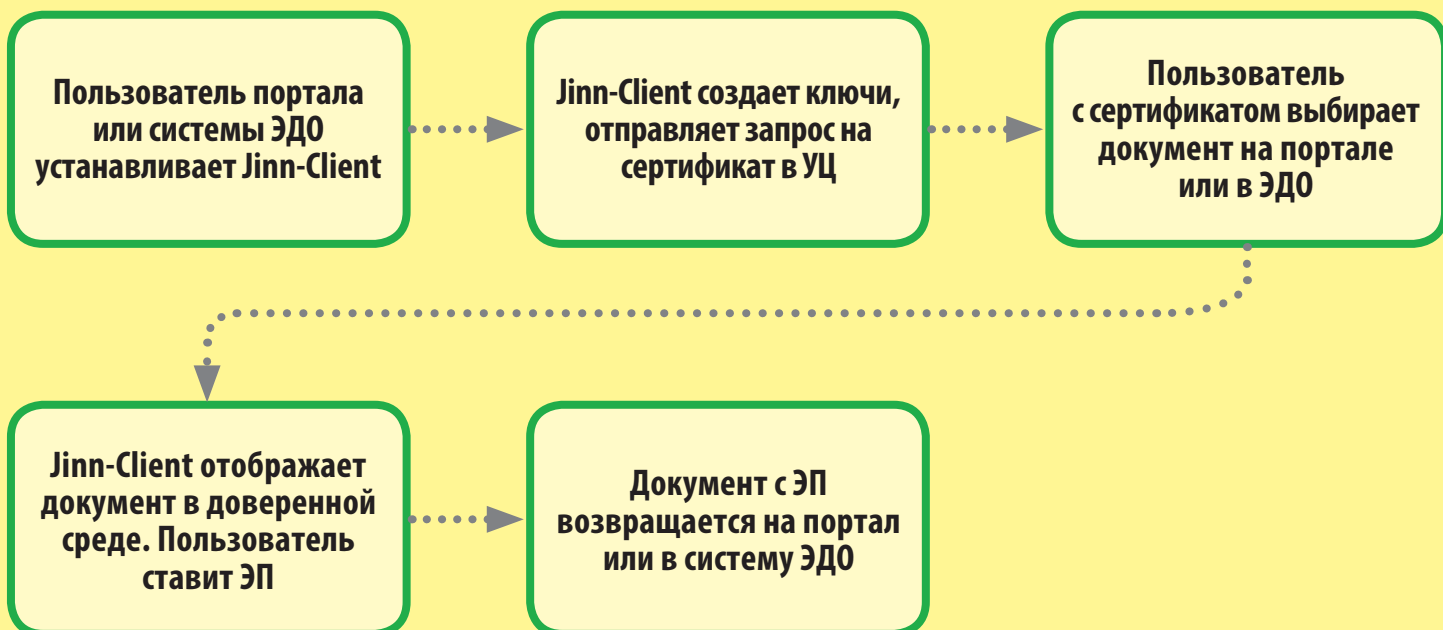 Пользователь портала
или системы ЭДО
устанавливает Jinn-Client
Jinn-Client создает ключи,
отправляет запрос на
сертификат в УЦ
Пользователь
с сертификатом выбирает
документ на портале
или в ЭДО
Jinn-Client отображает
документ в доверенной
среде. Пользователь
ставит ЭП
Документ с ЭП
возвращается на портал
или в систему ЭДО